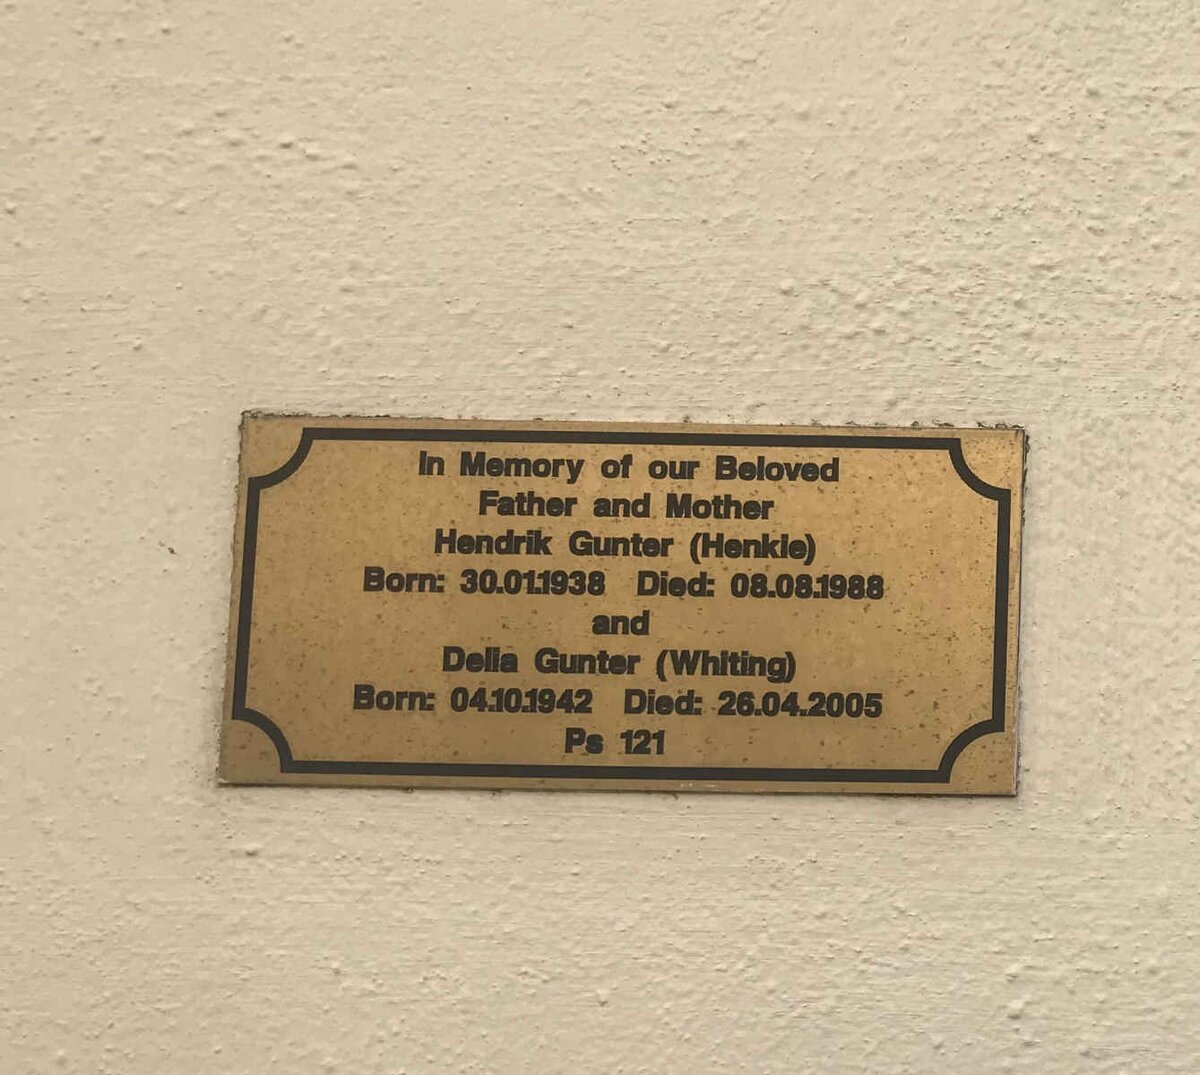 In Memory of our Beloved
Father and Mother
Hendrik Gunter (Henkie)
Born: 30.01.1938 Died: 08.08.1988
and
Delia Gunter (Whiting)
Born: 04.10.1942 Died: 26.04.2005
Ps 121